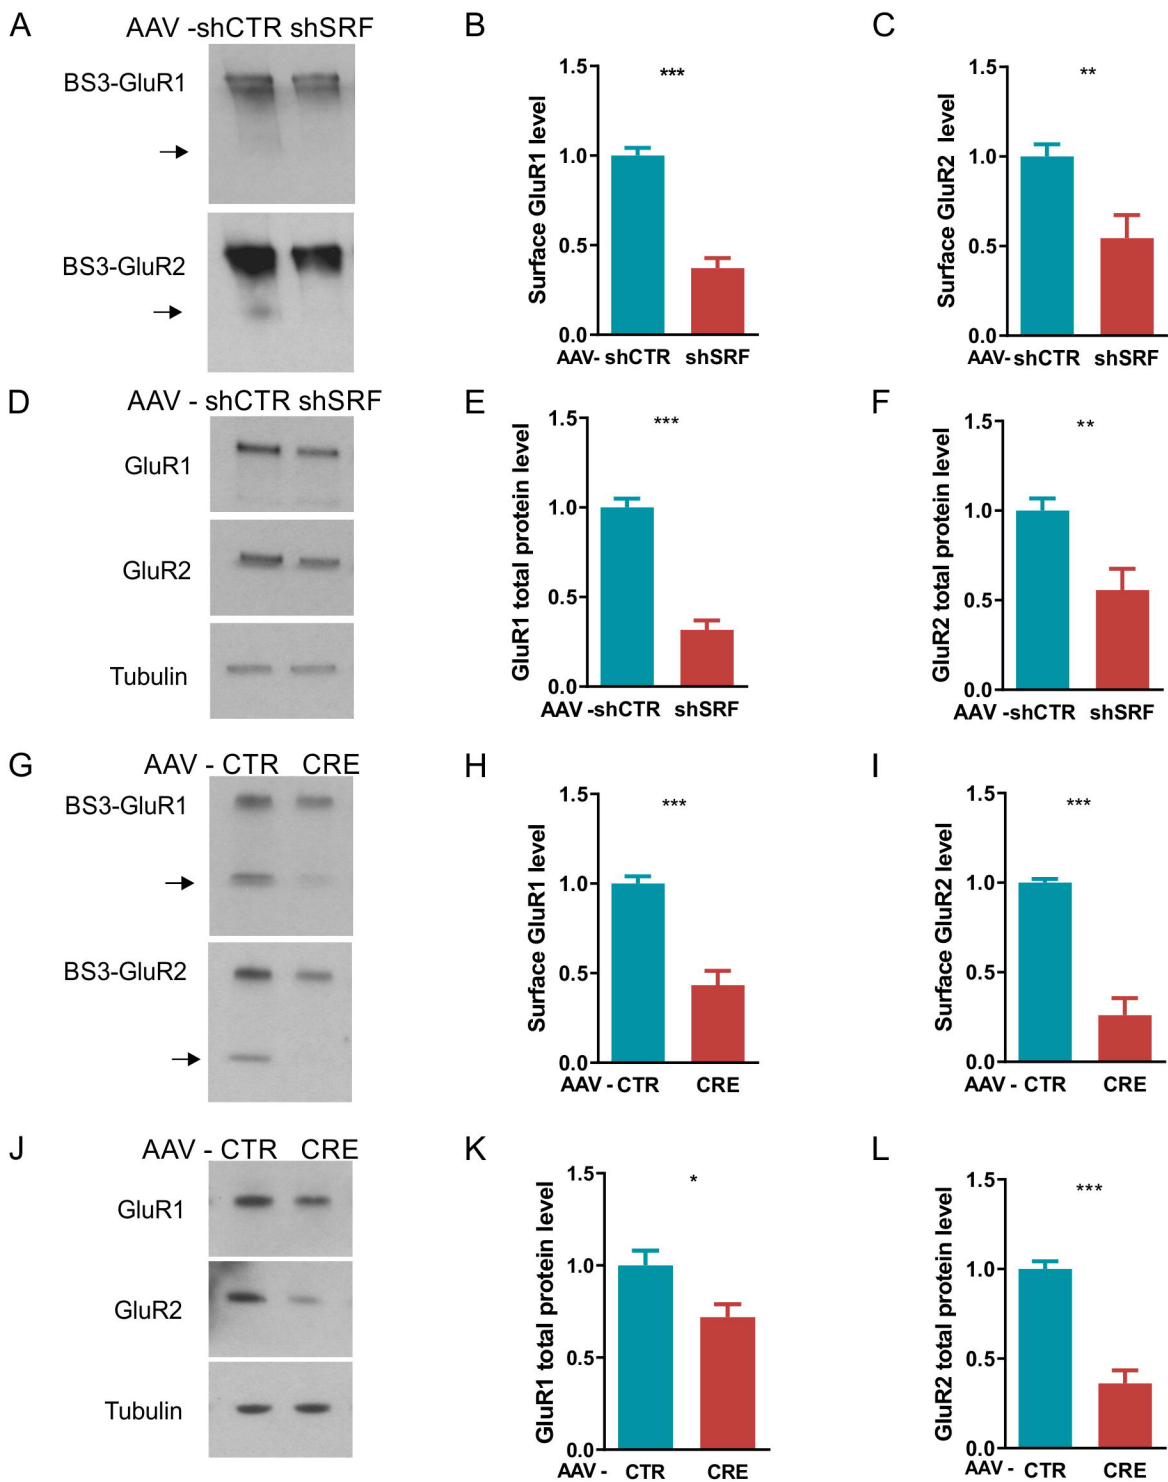 A
AAV -shCTR shSRF
BS3-GluR1
BS3-GluR2
B
***
Surface GluR1 level
1.5
1.0
0.5
0.0
AAV- shCTR shSRF
C
**
Surface GluR2 level
1.5
1.0
0.5
0.0
AAV- shCTR shSRF
D
AAV - shCTR shSRF
GluR1
GluR2
Tubulin
E
***
GluR1 total protein level
1.5
1.0
0.5
0.0
AAV -shCTR shSRF
F
**
GluR2 total protein level
1.5
1.0
0.5
0.0
AAV -shCTR shSRF
G
AAV - CTR CRE
BS3-GluR1
BS3-GluR2
H
***
Surface GluR1 level
1.5
1.0
0.5
0.0
AAV - CTR CRE
I
***
Surface GluR2 level
1.5
1.0
0.5
0.0
AAV - CTR CRE
J
AAV - CTR CRE
GluR1
GluR2
Tubulin
K
*
GluR1 total protein level
1.5
1.0
0.5
0.0
AAV - CTR CRE
L
***
GluR2 total protein level
1.5
1.0
0.5
0.0
AAV - CTR CRE